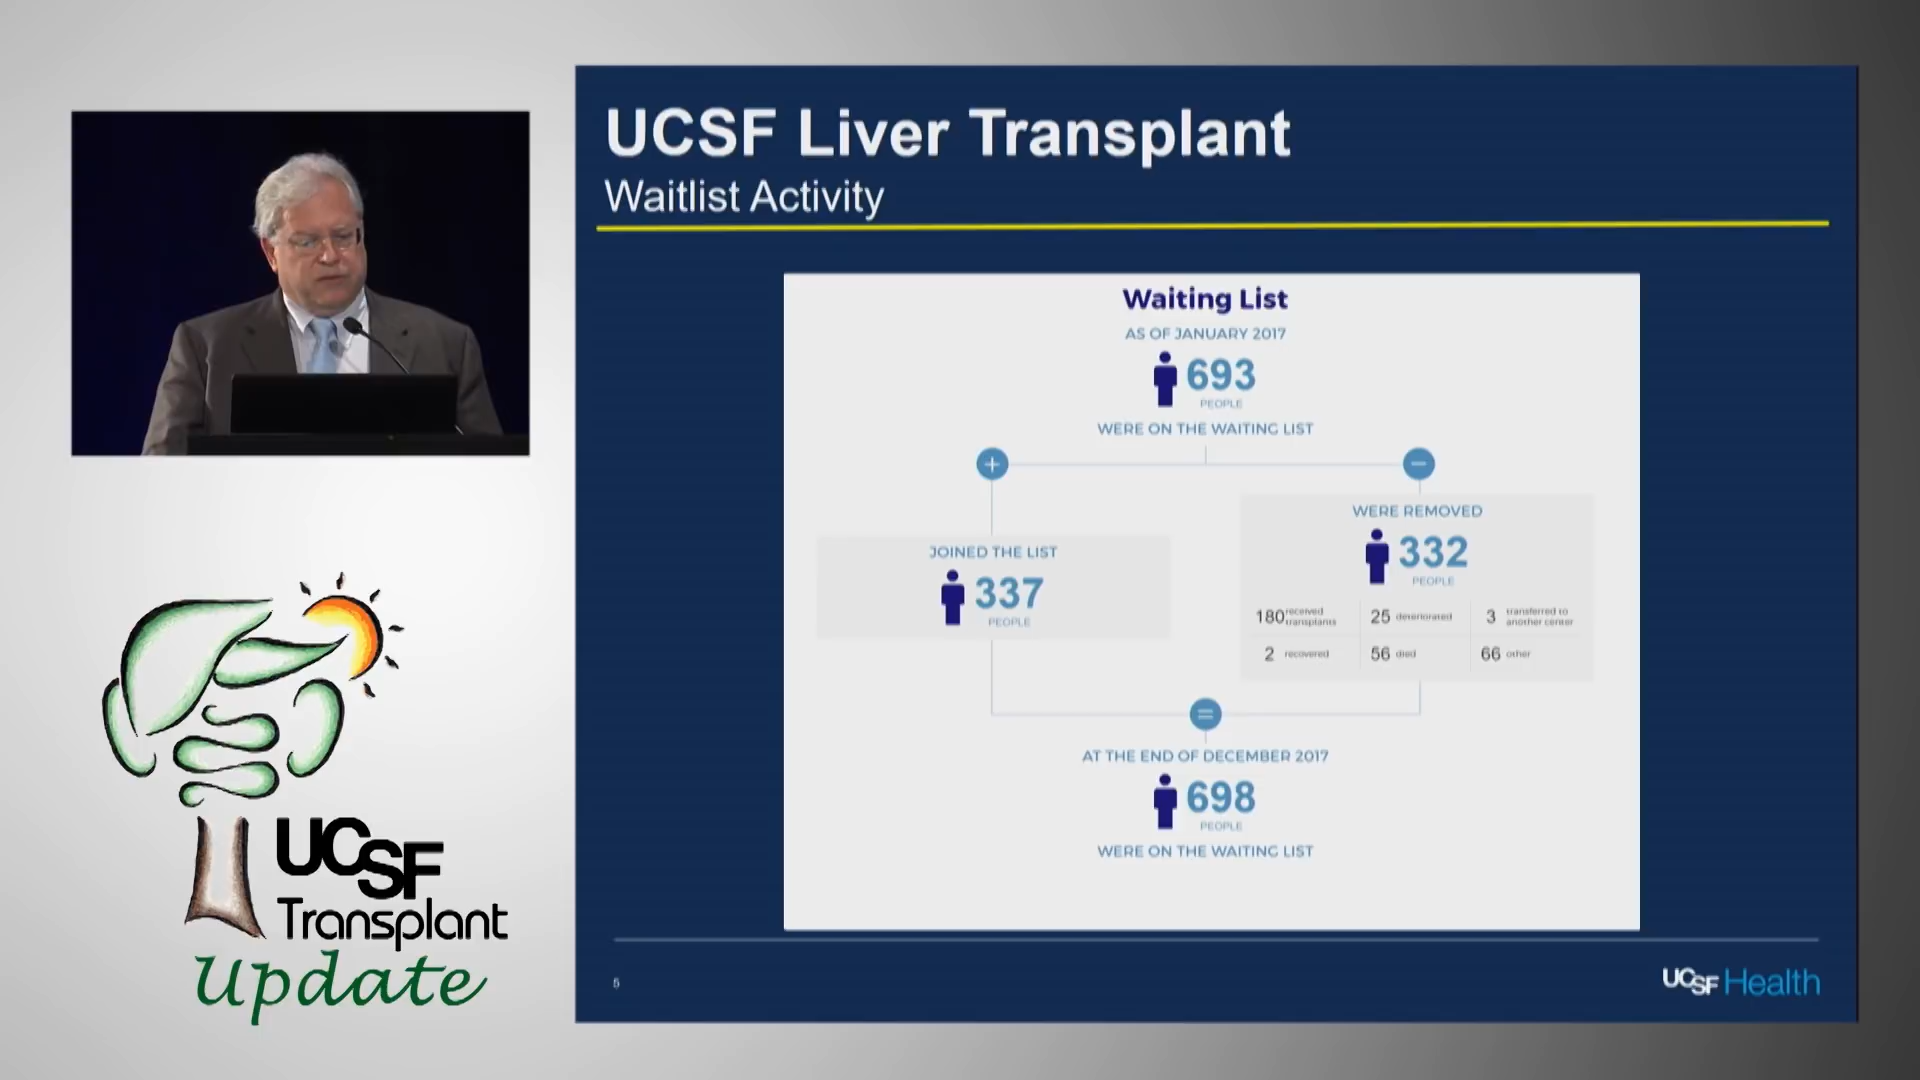 UCSF Liver Transplant
Waitlist Activity
Waiting List
AS OF JANUARY 2017
693
PEOPLE
WERE ON THE WAITING LIST
+
−
JOINED THE LIST
337
PEOPLE
WERE REMOVED
332
PEOPLE
180 received transplants
25 deteriorated
3 transferred to another center
2 recovered
56 died
66 other
=
AT THE END OF DECEMBER 2017
698
PEOPLE
WERE ON THE WAITING LIST
5
UCSF Health
UCSF
Transplant
Update